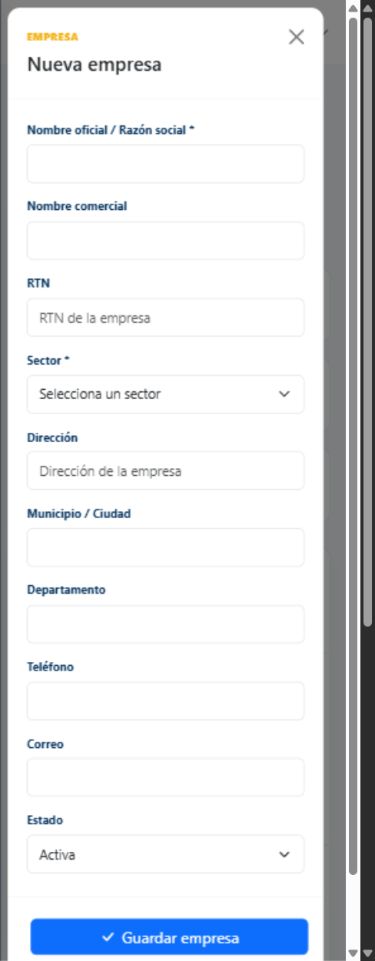 EMPRESA
Nueva empresa
Nombre oficial / Razón social *
Nombre comercial
RTN
RTN de la empresa
Sector *
Selecciona un sector
Dirección
Dirección de la empresa
Municipio / Ciudad
Departamento
Teléfono
Correo
Estado
Activa
Guardar empresa